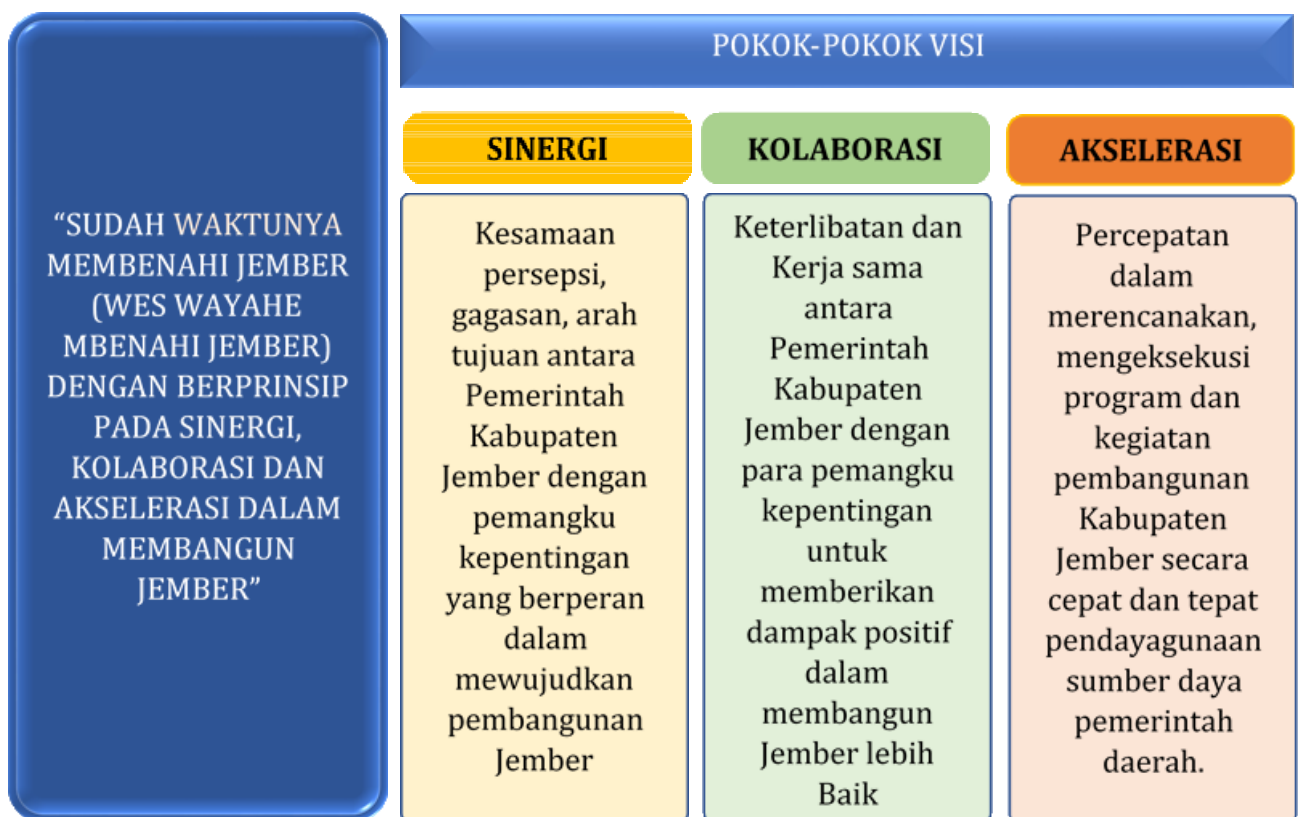 “SUDAH WAKTUNYA
MEMBENAHI JEMBER
(WES WAYAHE
MBENAHI JEMBER)
DENGAN BERPRINSIP
PADA SINERGI,
KOLABORASI DAN
AKSELERASI DALAM
MEMBANGUN
JEMBER”
POKOK-POKOK VISI
SINERGI
Kesamaan
persepsi,
gagasan, arah
tujuan antara
Pemerintah
Kabupaten
Jember dengan
pemangku
kepentingan
yang berperan
dalam
mewujudkan
pembangunan
Jember
KOLABORASI
Keterlibatan dan
Kerja sama
antara
Pemerintah
Kabupaten
Jember dengan
para pemangku
kepentingan
untuk
memberikan
dampak positif
dalam
membangun
Jember lebih
Baik
AKSELERASI
Percepatan
dalam
merencanakan,
mengeksekusi
program dan
kegiatan
pembangunan
Kabupaten
Jember secara
cepat dan tepat
pendayagunaan
sumber daya
pemerintah
daerah.